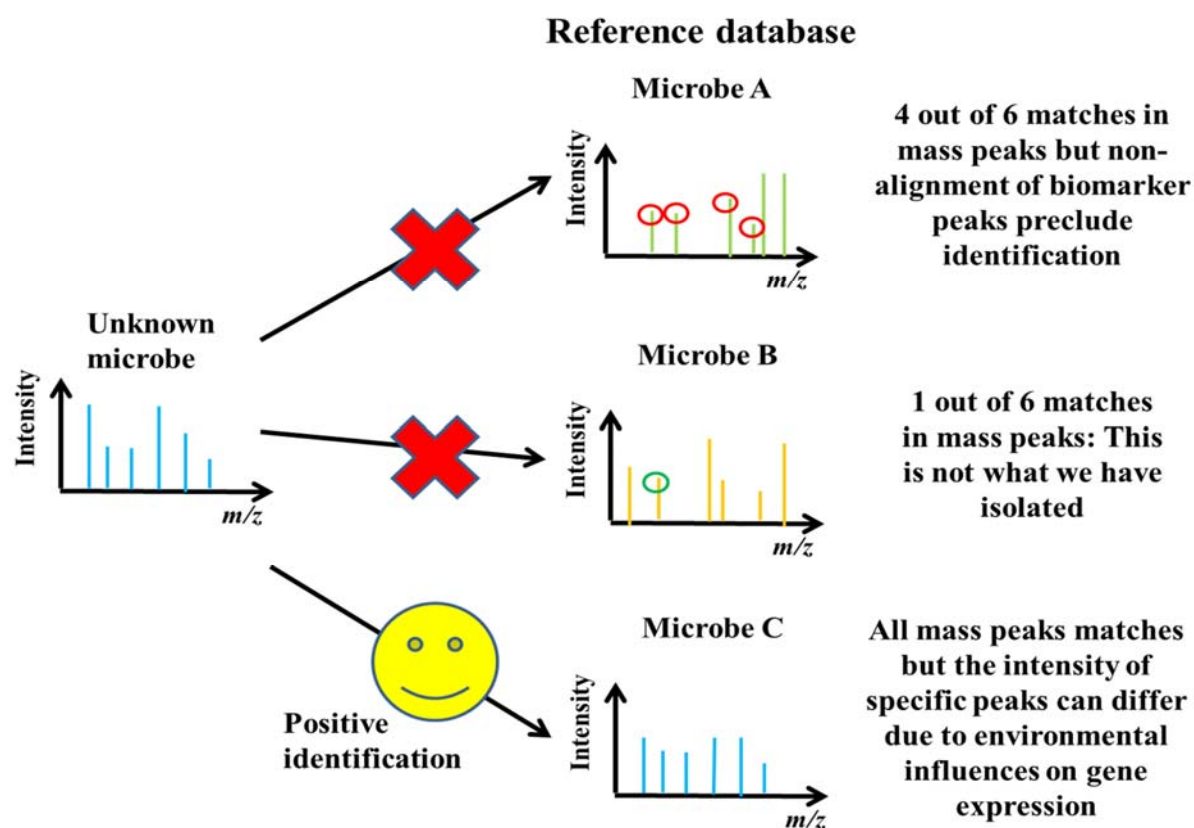 Reference database
Microbe A
Intensity
m/z
4 out of 6 matches in
mass peaks but non-
alignment of biomarker
peaks preclude
identification
Unknown
microbe
Intensity
m/z
Microbe B
Intensity
m/z
1 out of 6 matches
in mass peaks: This
is not what we have
isolated
Positive
identification
Microbe C
Intensity
m/z
All mass peaks matches
but the intensity of
specific peaks can differ
due to environmental
influences on gene
expression